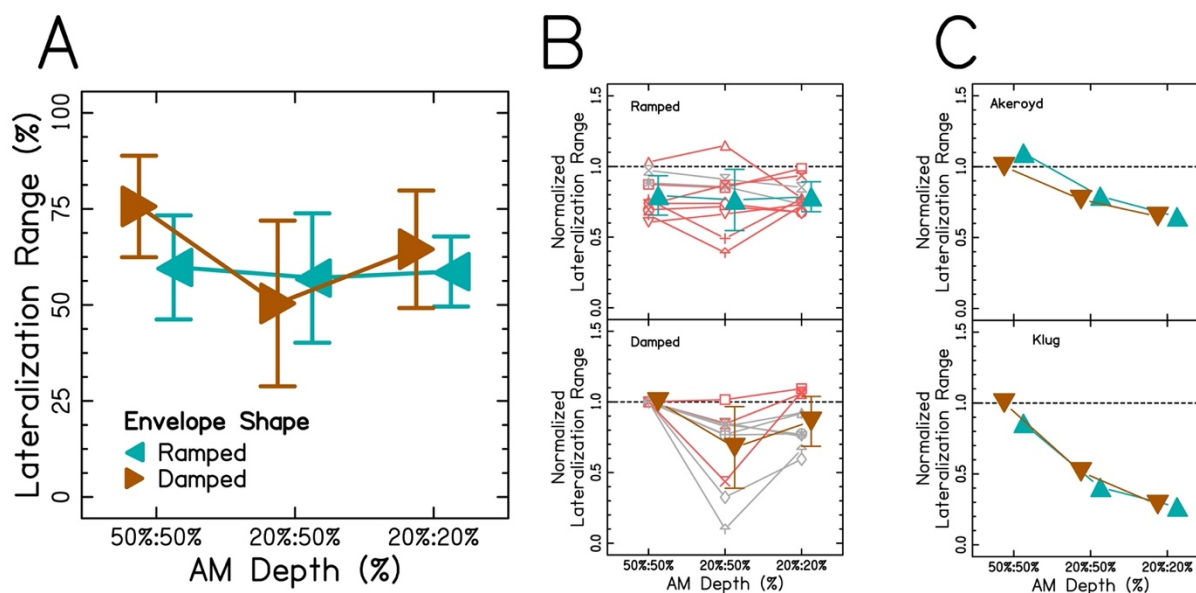 A
Lateralization Range (%)
100
75
50
25
0
Envelope Shape
Ramped
Damped
50%:50% 20%:50% 20%:20%
AM Depth (%)
B
Normalized
Lateralization Range
1.5
1.0
0.5
0.0
Ramped
Normalized
Lateralization Range
1.5
1.0
0.5
0.0
Damped
50%:50% 20%:50% 20%:20%
AM Depth (%)
C
Normalized
Lateralization Range
1.5
1.0
0.5
0.0
Akeroyd
Normalized
Lateralization Range
1.5
1.0
0.5
0.0
Klug
50%:50% 20%:50% 20%:20%
AM Depth (%)